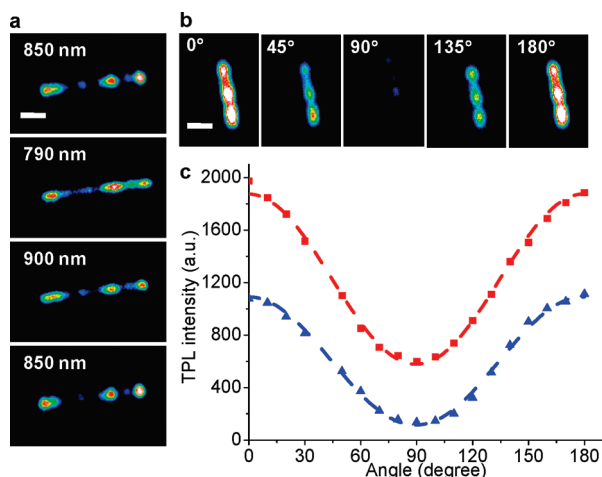 a
850 nm
790 nm
900 nm
850 nm
b
0° 45° 90° 135° 180°
c
2000
1600
1200
800
400
0
TPL intensity (a.u.)
0 30 60 90 120 150 180
Angle (degree)